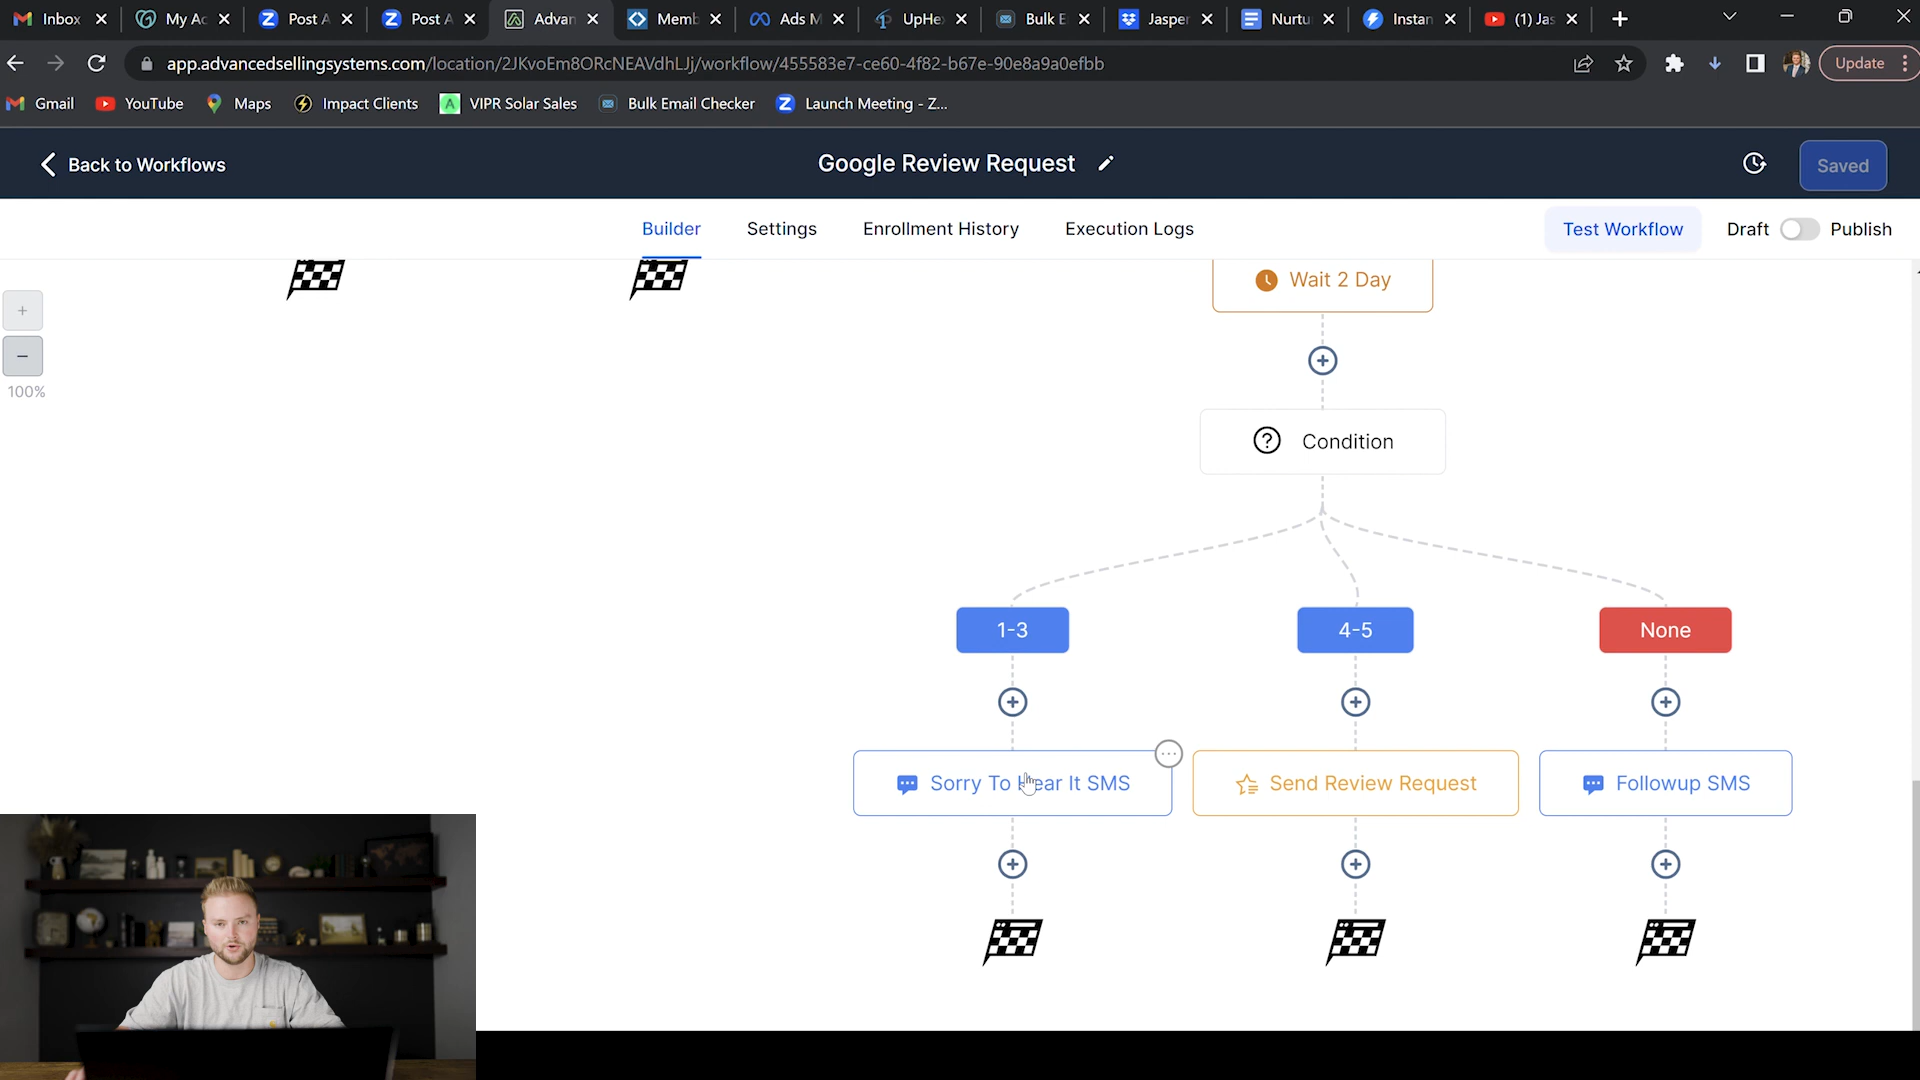 Inbox
My Ac
Post A
Post A
Advan
Memb
Ads M
UpHe
Bulk E
Jasper
Nurtu
Instan
(1) Jas
app.advancedsellingsystems.com/location/2JKvoEm8ORcNEAVdhLJj/workflow/455583e7-ce60-4f82-b67e-90e8a9a0efbb
Update
Gmail
YouTube
Maps
Impact Clients
VIPR Solar Sales
Bulk Email Checker
Launch Meeting - Z...
Back to Workflows
Google Review Request
Saved
Builder
Settings
Enrollment History
Execution Logs
Test Workflow
Draft
Publish
100%
Wait 2 Day
Condition
1-3
4-5
None
Sorry To Hear It SMS
Send Review Request
Followup SMS